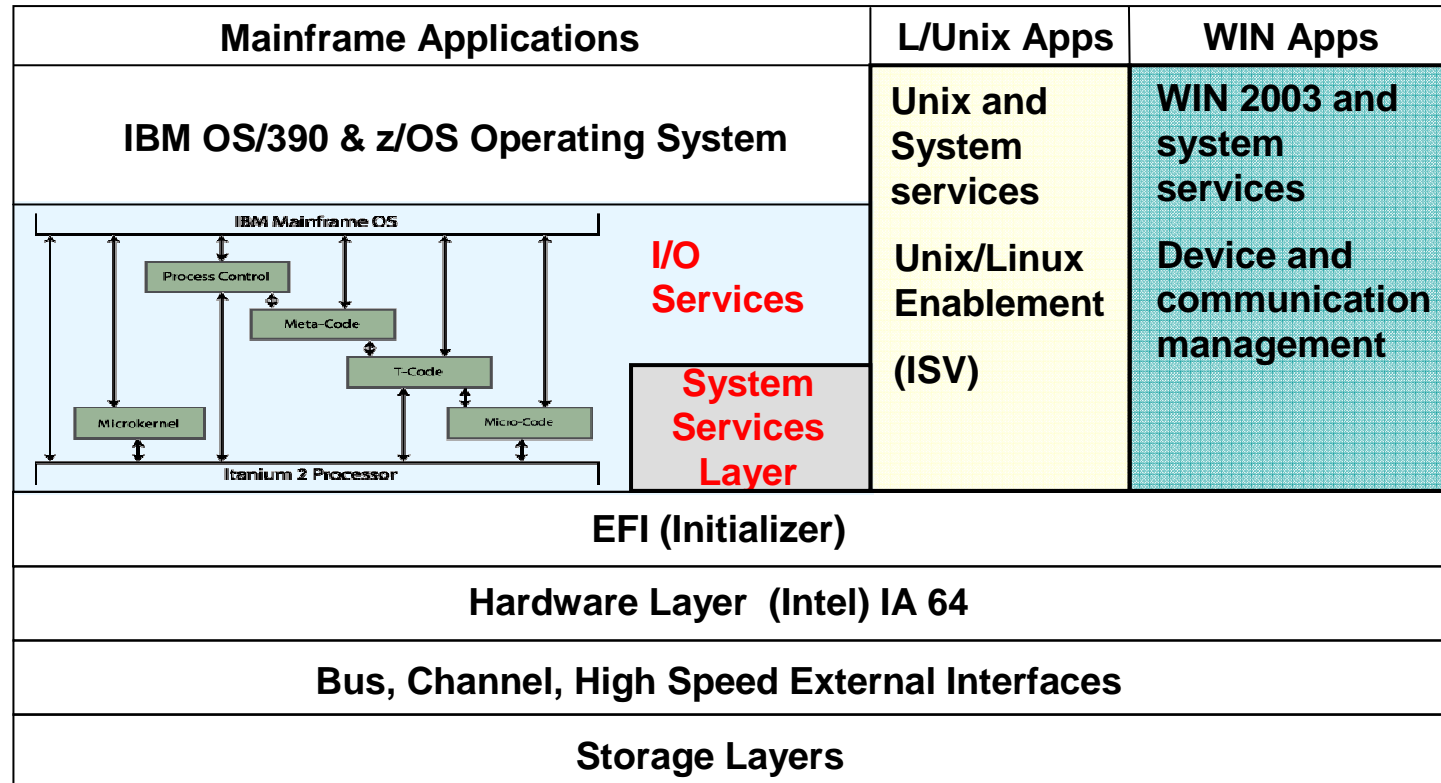 Mainframe Applications
L/Unix Apps
WIN Apps
IBM OS/390 & z/OS Operating System
Unix and
System
services
Unix/Linux
Enablement
(ISV)
WIN 2003 and
system
services
Device and
communication
management
IBM Mainframe OS
Process Control
Meta-Code
T-Code
Microkernel
Micro-Code
Itanium 2 Processor
I/O
Services
System
Services
Layer
EFI (Initializer)
Hardware Layer (Intel) IA 64
Bus, Channel, High Speed External Interfaces
Storage Layers